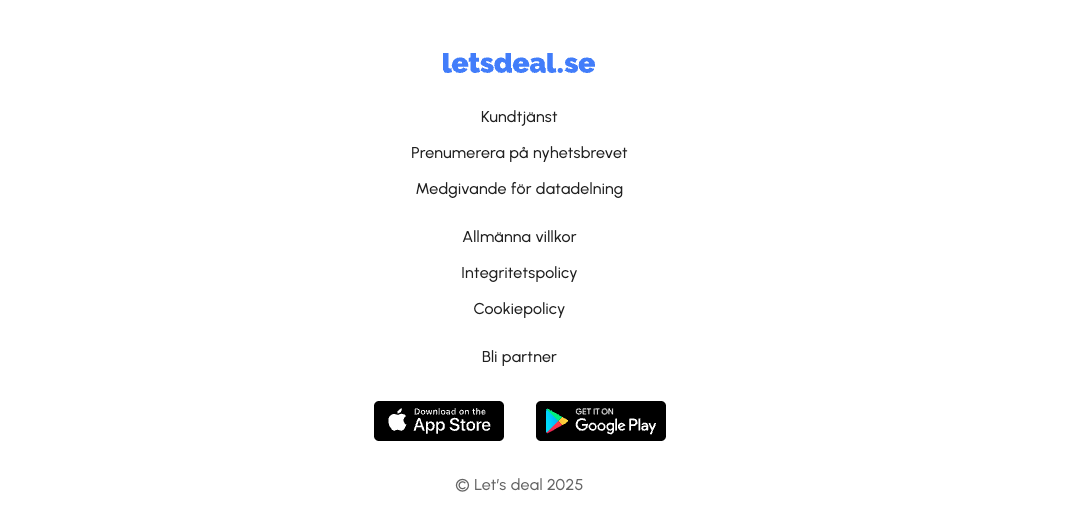 letsdeal.se
Kundtjänst
Prenumerera på nyhetsbrevet
Medgivande för datadelning
Allmänna villkor
Integritetspolicy
Cookiepolicy
Bli partner
Download on the
App Store
GET IT ON
Google Play
© Let's deal 2025